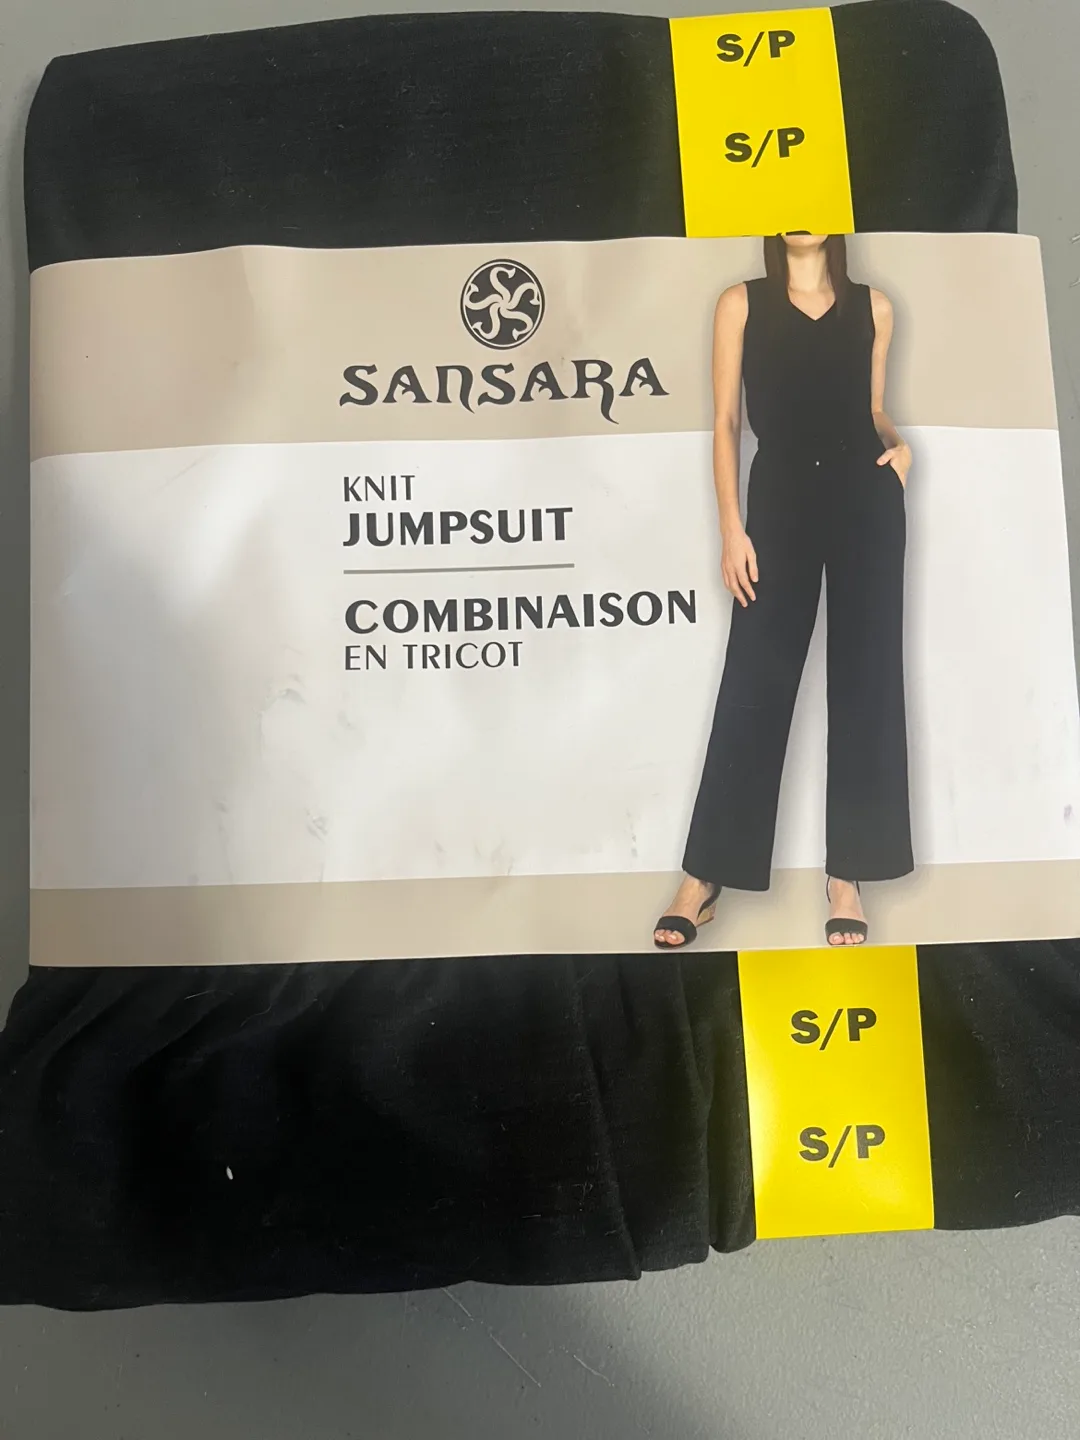 S/P
S/P
SANSARA
KNIT
JUMPSUIT
COMBINAISON
EN TRICOT
S/P
S/P